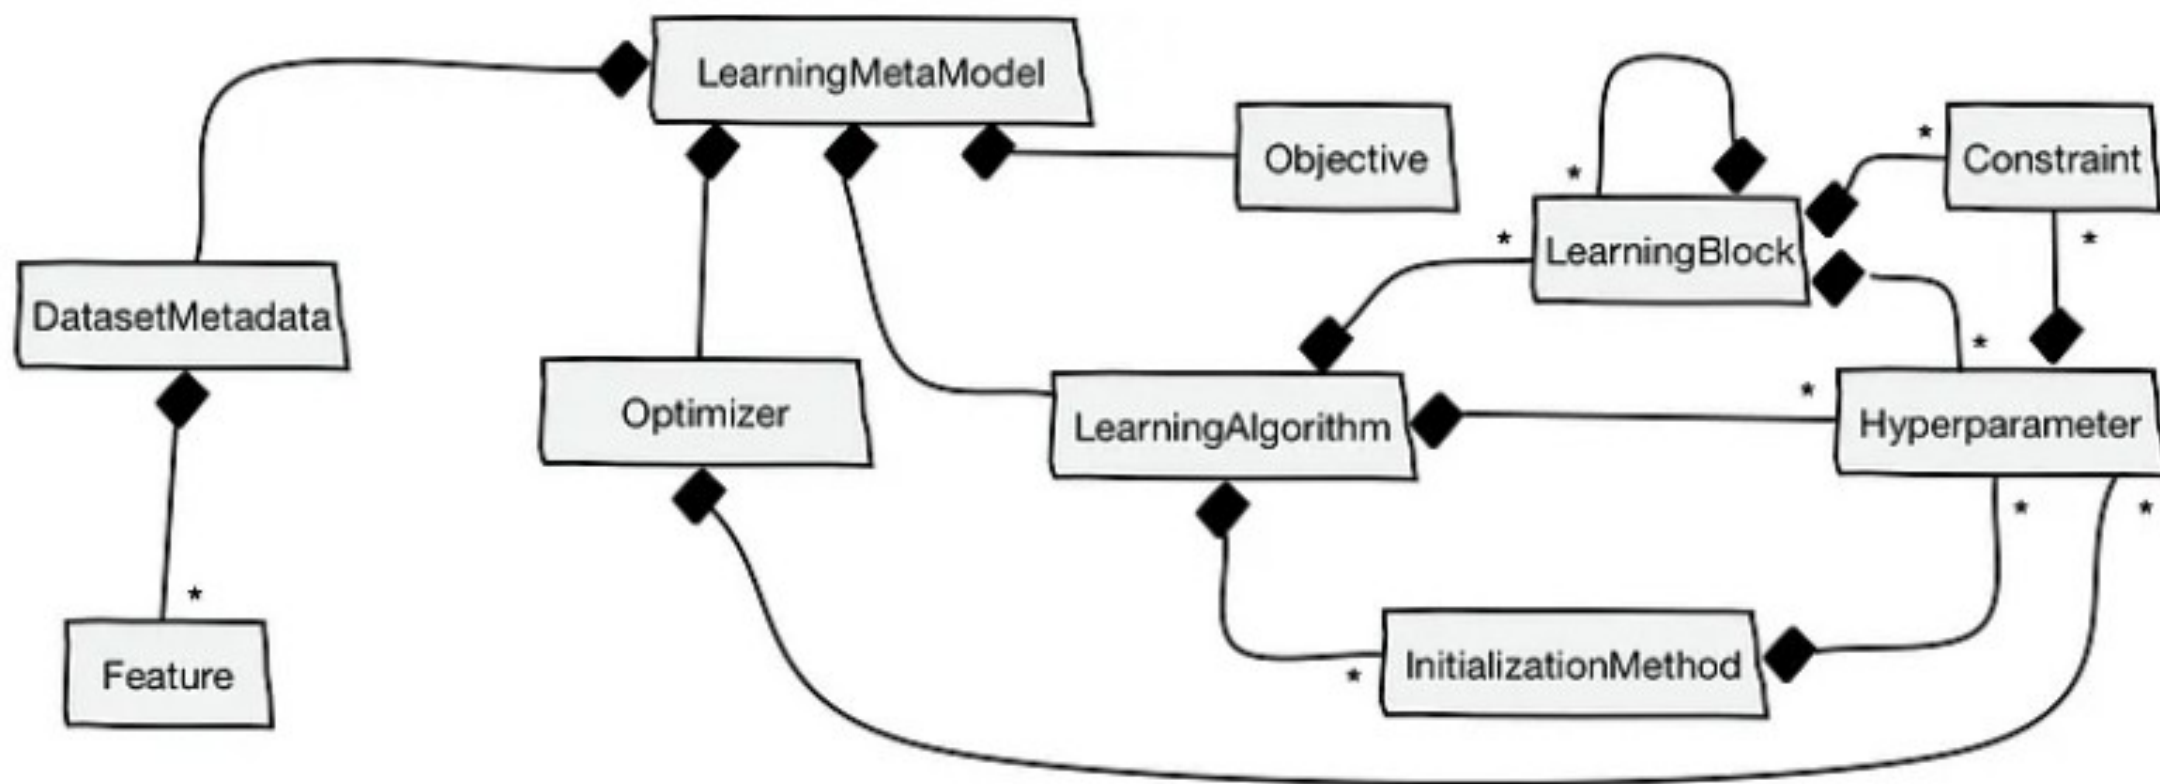 LearningMetaModel
Objective
*
Constraint
*
*
LearningBlock
*
DatasetMetadata
*
*
Optimizer
LearningAlgorithm
Hyperparameter
*
*
*
Feature
*
InitializationMethod